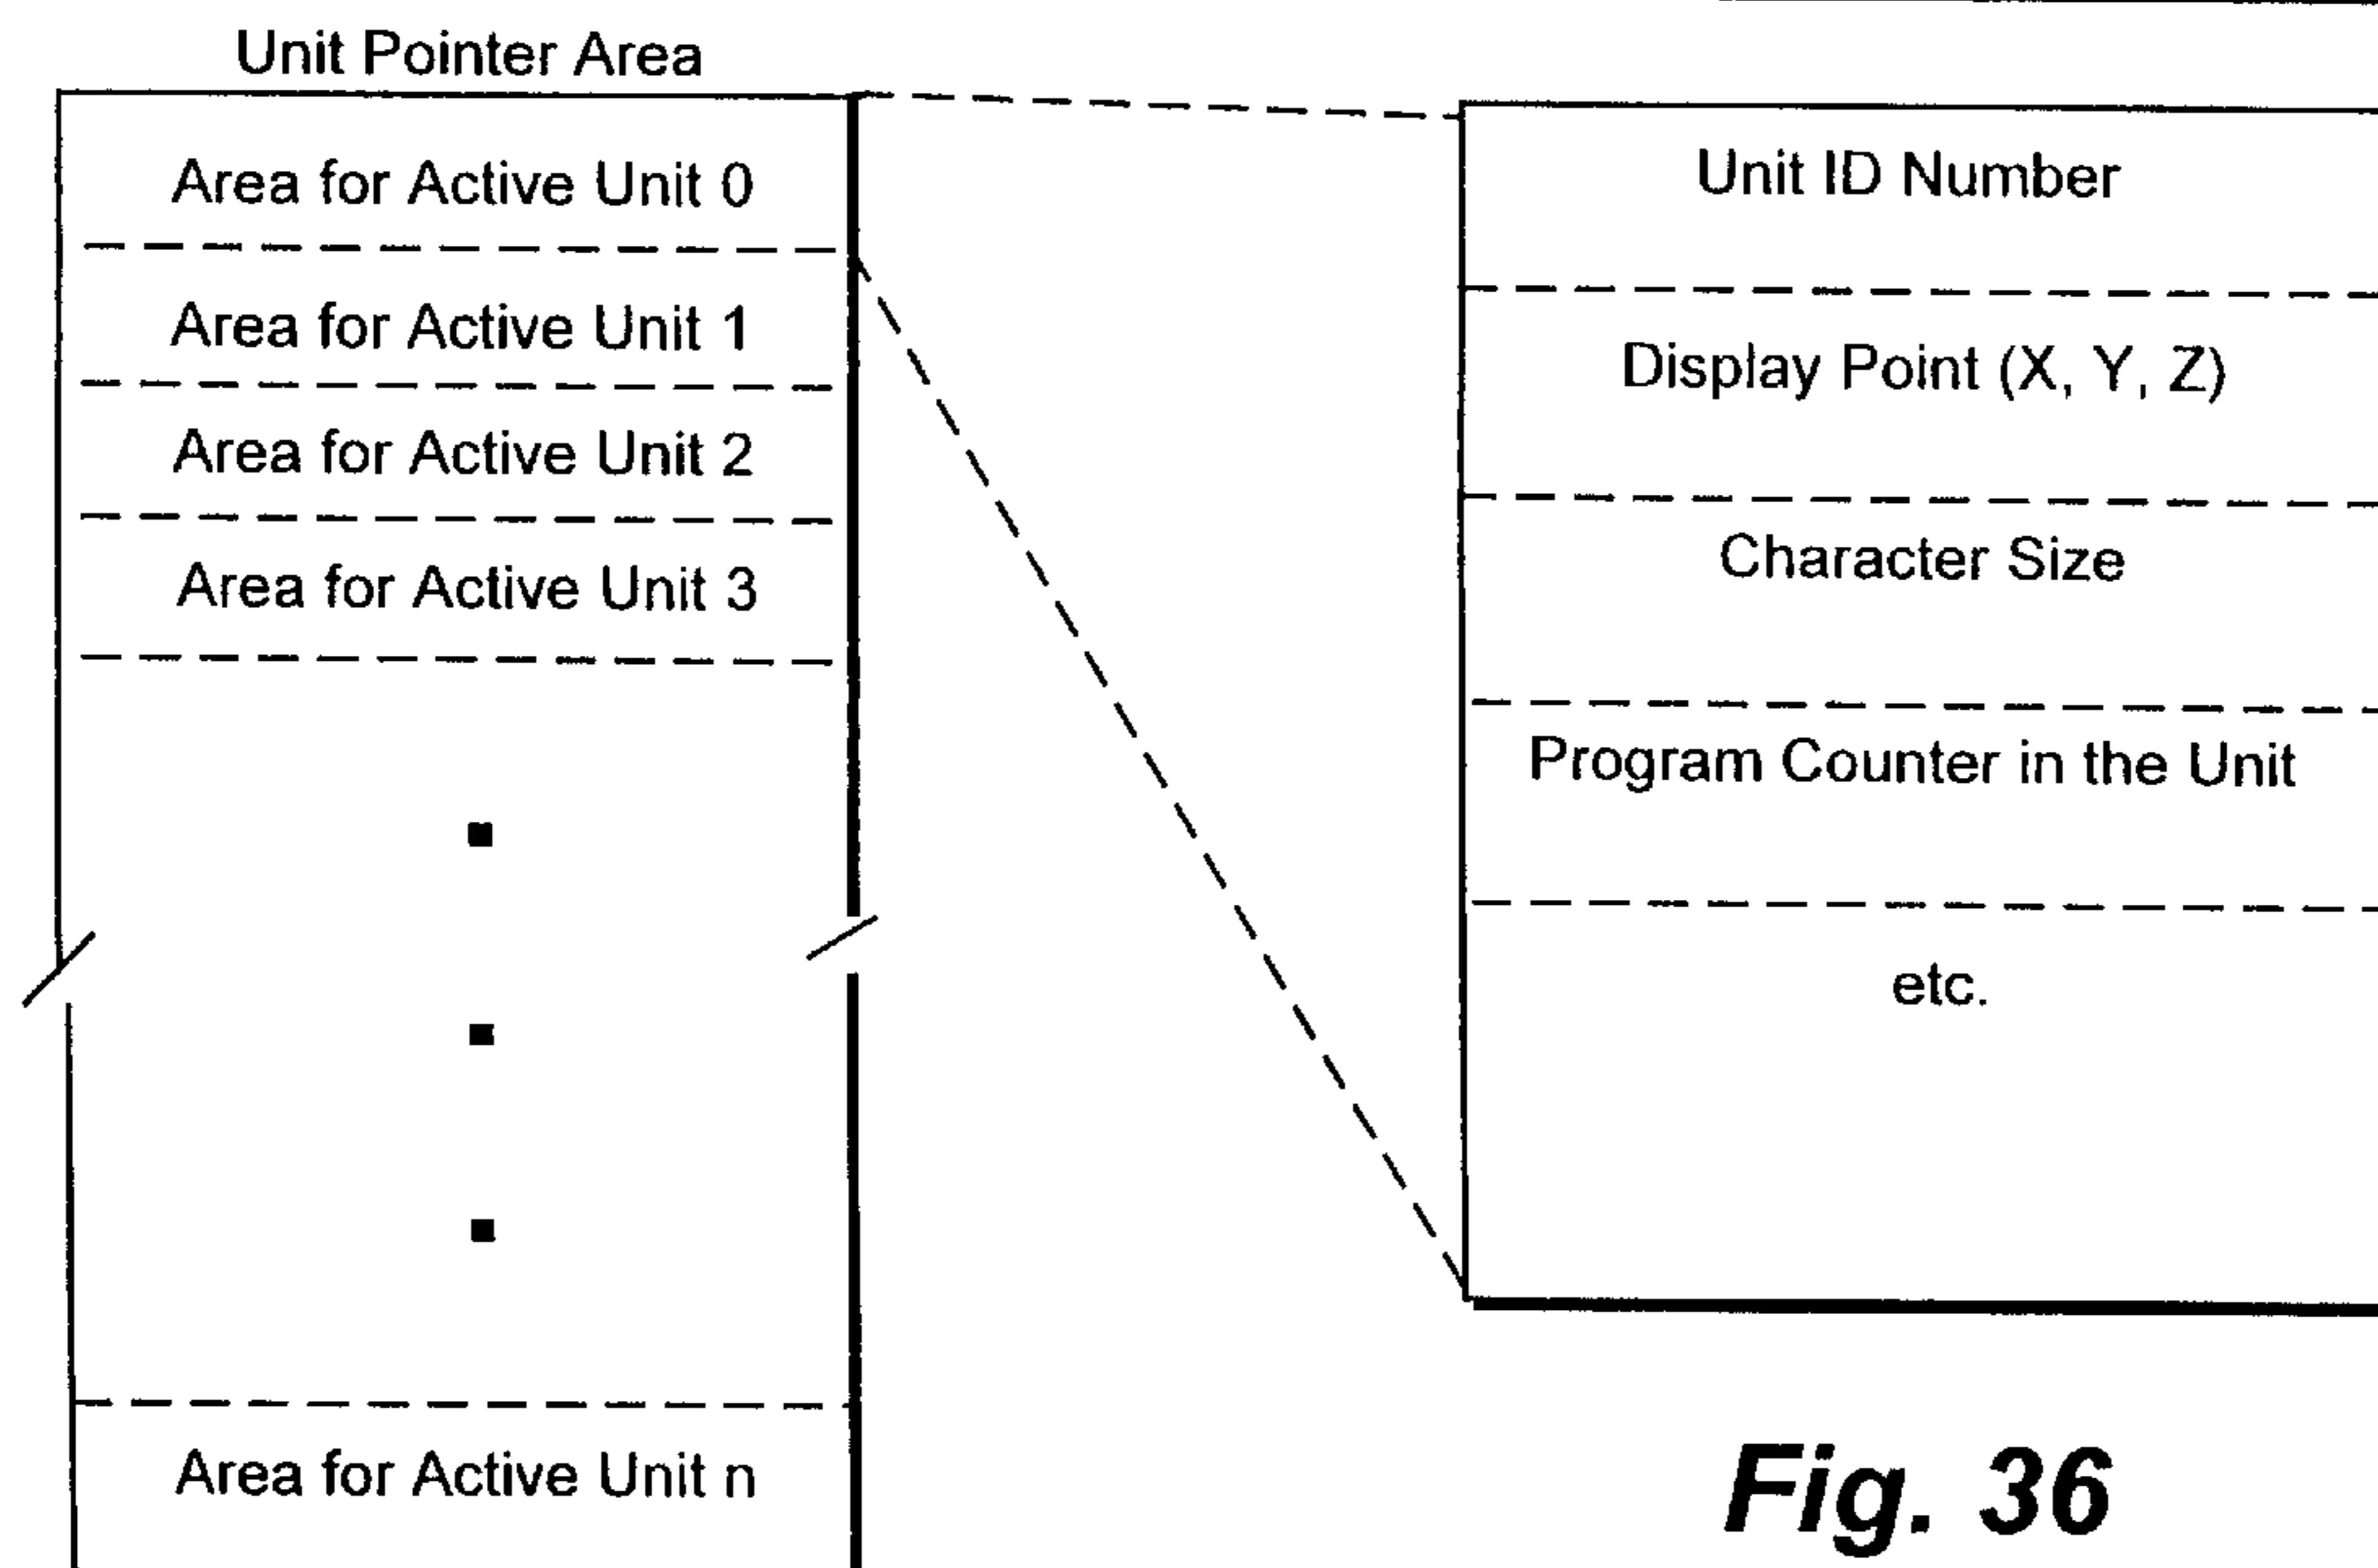 Unit Pointer Area
Area for Active Unit 0
Area for Active Unit 1
Area for Active Unit 2
Area for Active Unit 3
Area for Active Unit n
Unit ID Number
Display Point (X, Y, Z)
Character Size
Program Counter in the Unit
etc.
Fig. 36